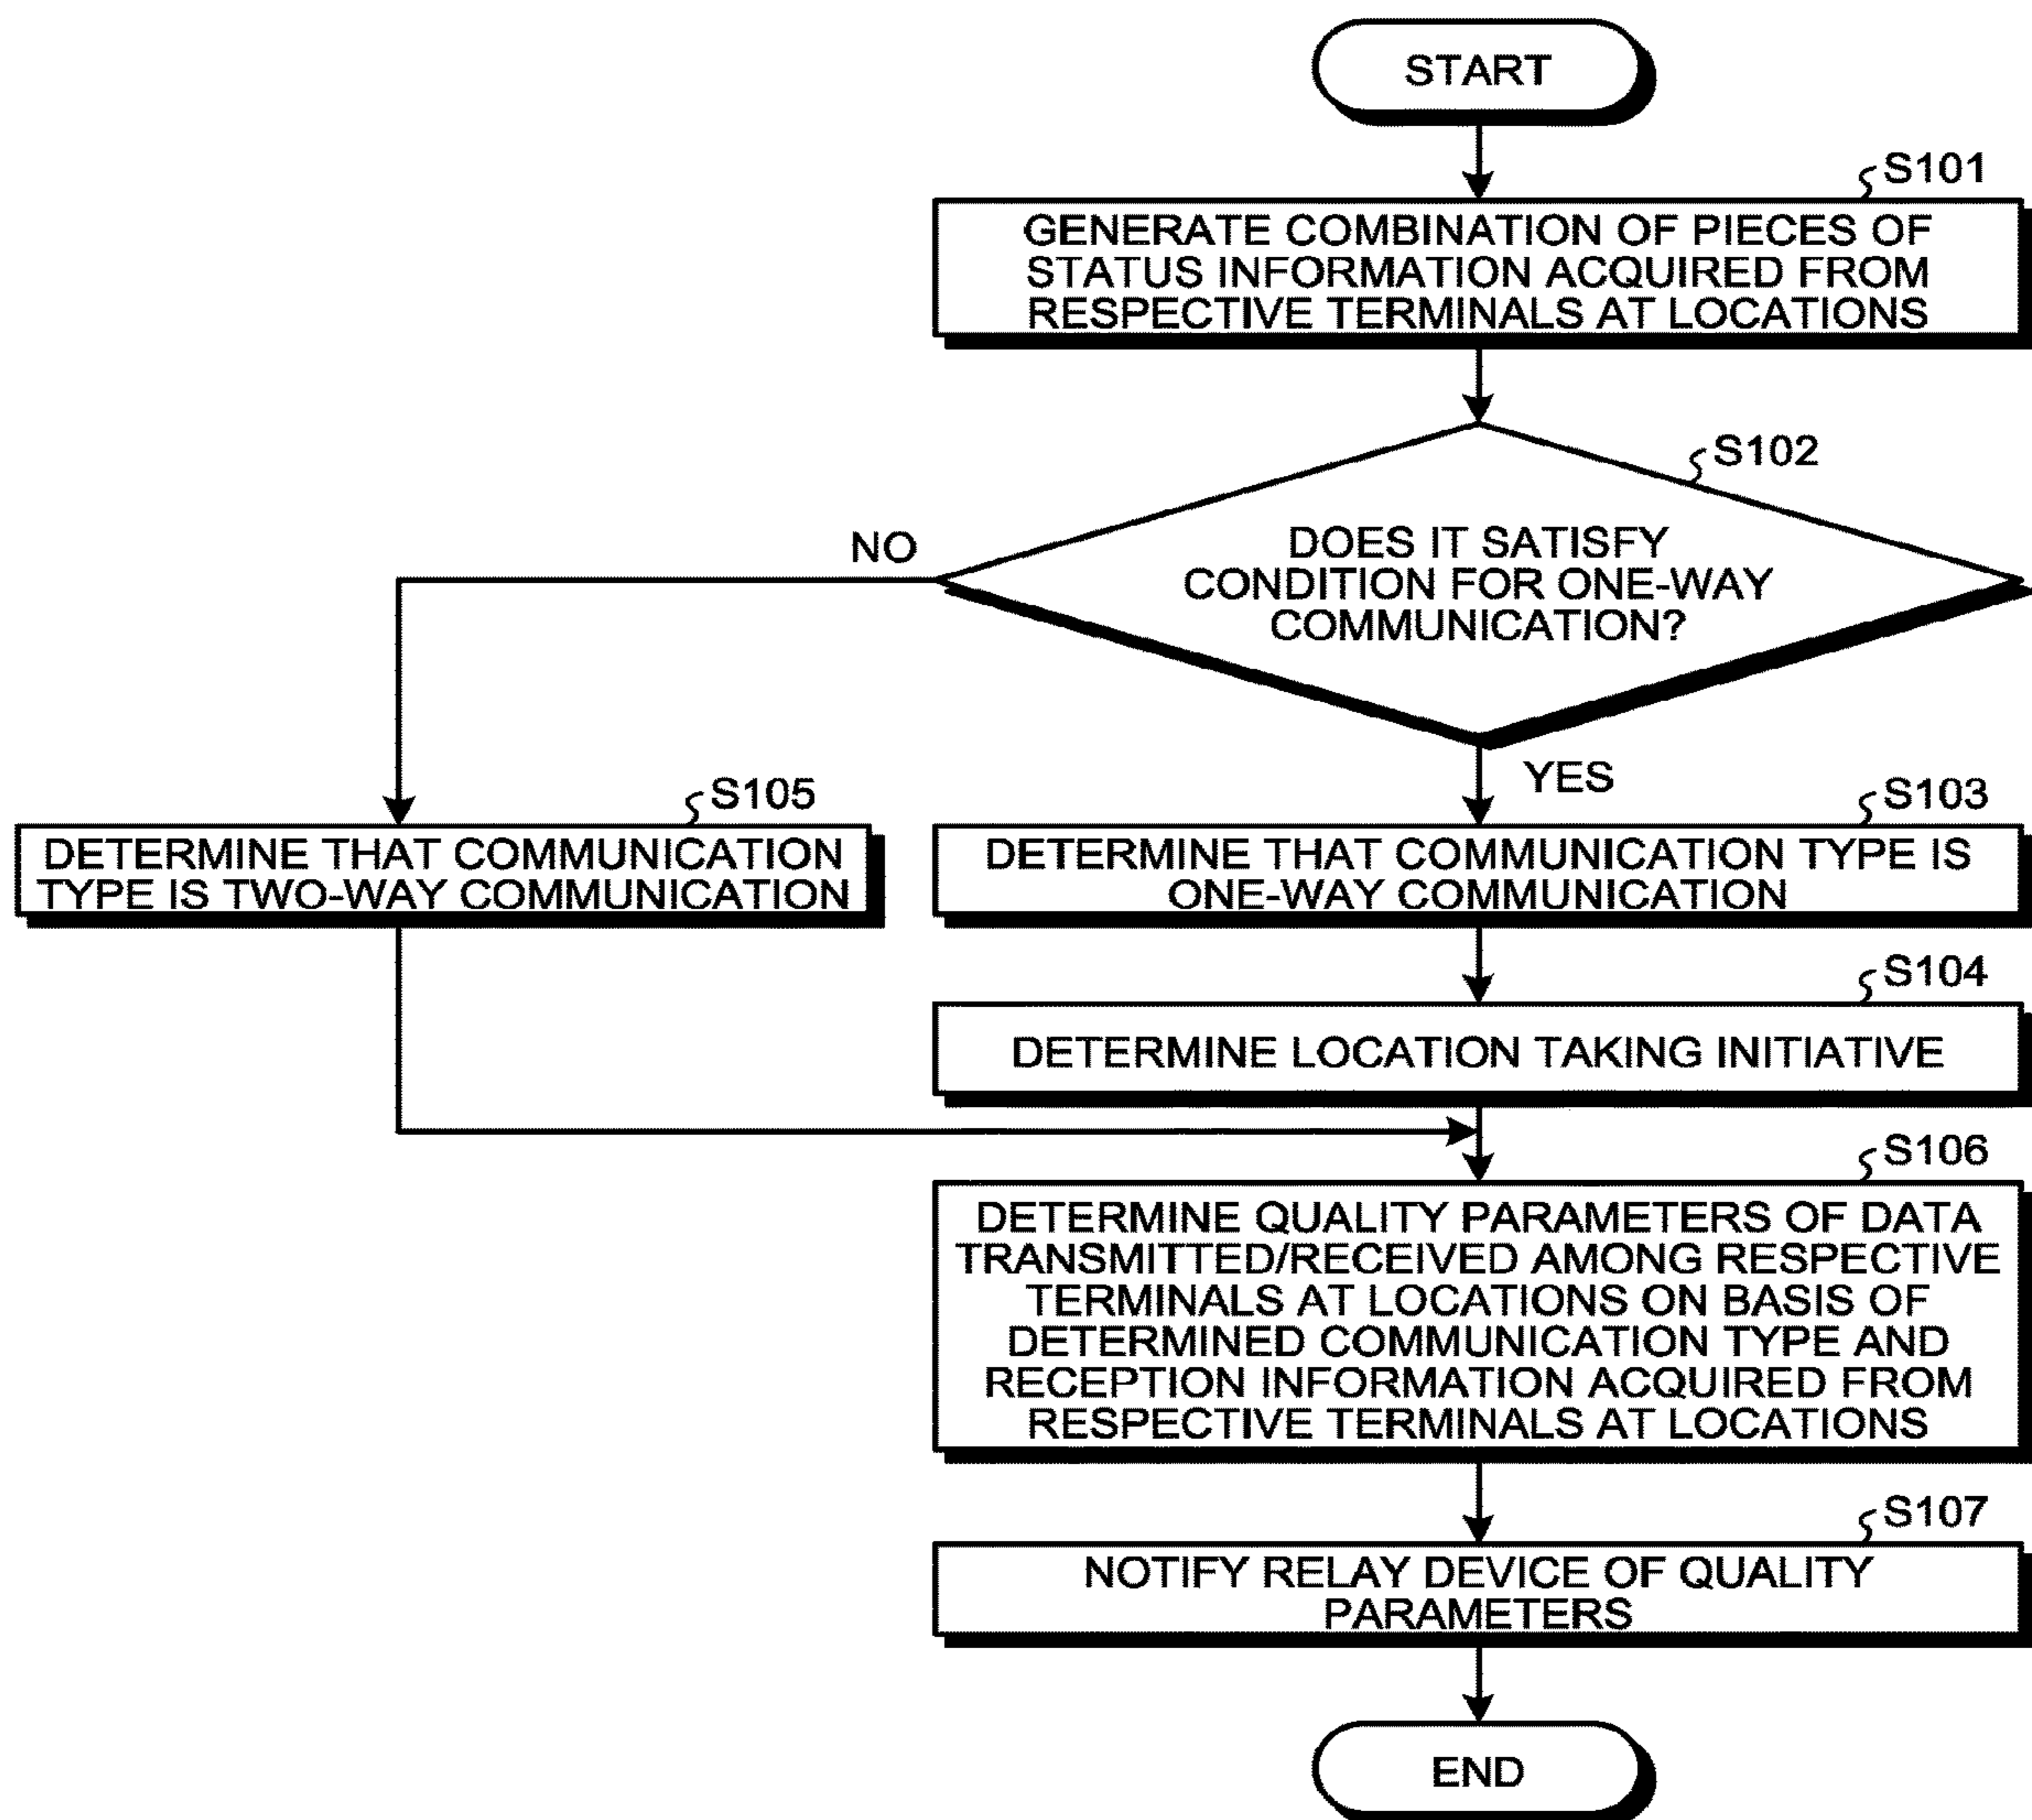 START
S101
GENERATE COMBINATION OF PIECES OF
STATUS INFORMATION ACQUIRED FROM
RESPECTIVE TERMINALS AT LOCATIONS
S102
DOES IT SATISFY
CONDITION FOR ONE-WAY
COMMUNICATION?
NO
YES
S105
DETERMINE THAT COMMUNICATION
TYPE IS TWO-WAY COMMUNICATION
S103
DETERMINE THAT COMMUNICATION TYPE IS
ONE-WAY COMMUNICATION
S104
DETERMINE LOCATION TAKING INITIATIVE
S106
DETERMINE QUALITY PARAMETERS OF DATA
TRANSMITTED/RECEIVED AMONG RESPECTIVE
TERMINALS AT LOCATIONS ON BASIS OF
DETERMINED COMMUNICATION TYPE AND
RECEPTION INFORMATION ACQUIRED FROM
RESPECTIVE TERMINALS AT LOCATIONS
S107
NOTIFY RELAY DEVICE OF QUALITY
PARAMETERS
END